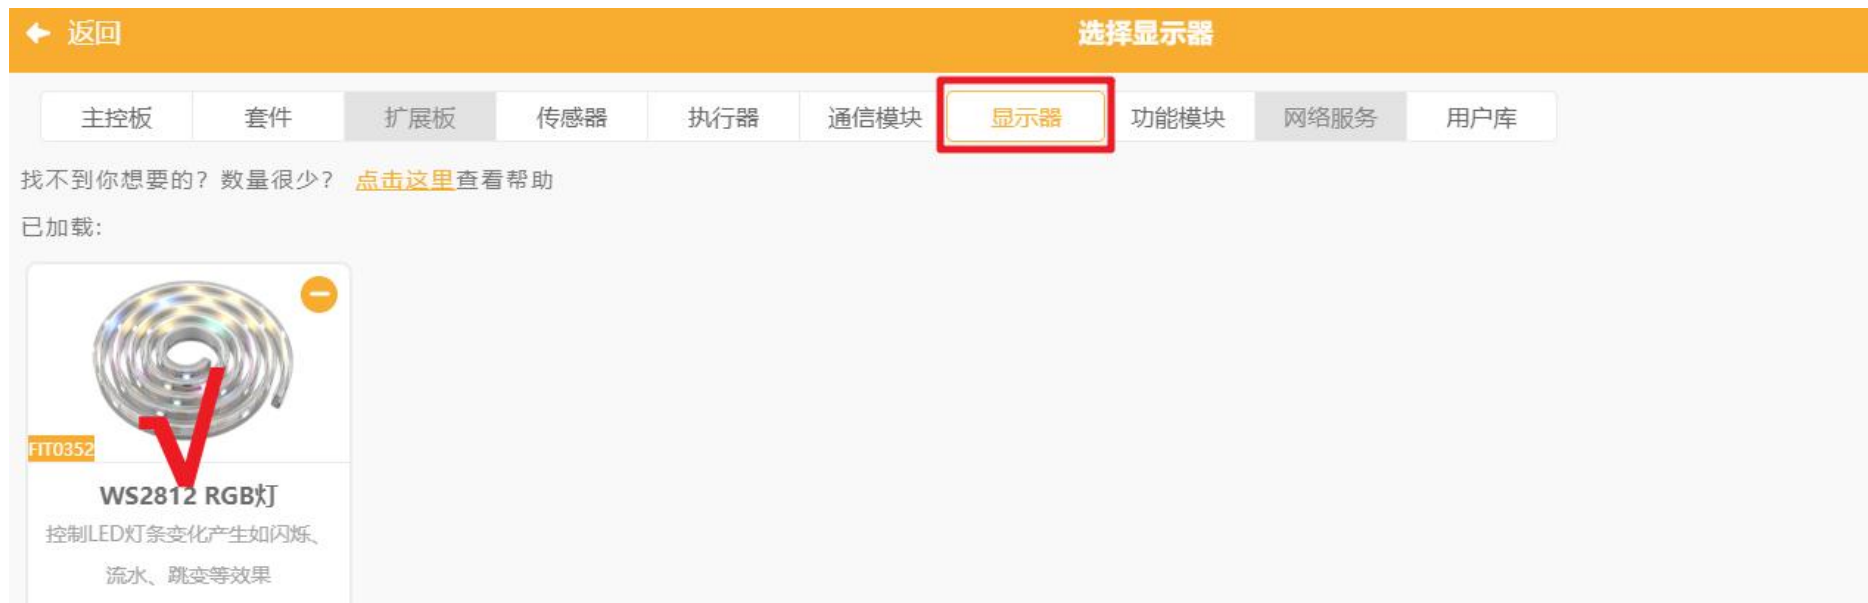 返回
选择显示器
主控板 套件 扩展板 传感器 执行器 通信模块 显示器 功能模块 网络服务 用户库
找不到你想要的？数量很少？ 点击这里查看帮助
已加载:
FIT0352
WS2812 RGB灯
控制LED灯条变化产生如闪烁、
流水、跳变等效果